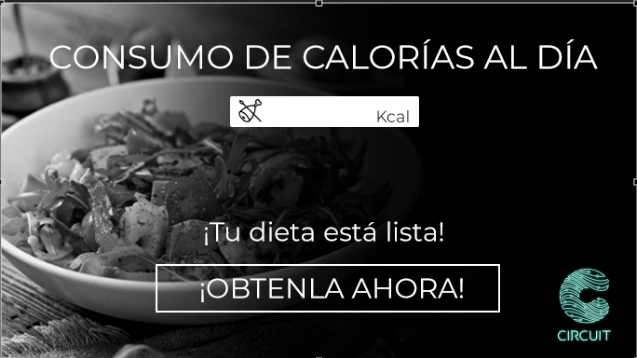 CONSUMO DE CALORÍAS AL DÍA
Kcal
¡Tu dieta está lista!
¡OBTENLA AHORA!
CIRCUIT